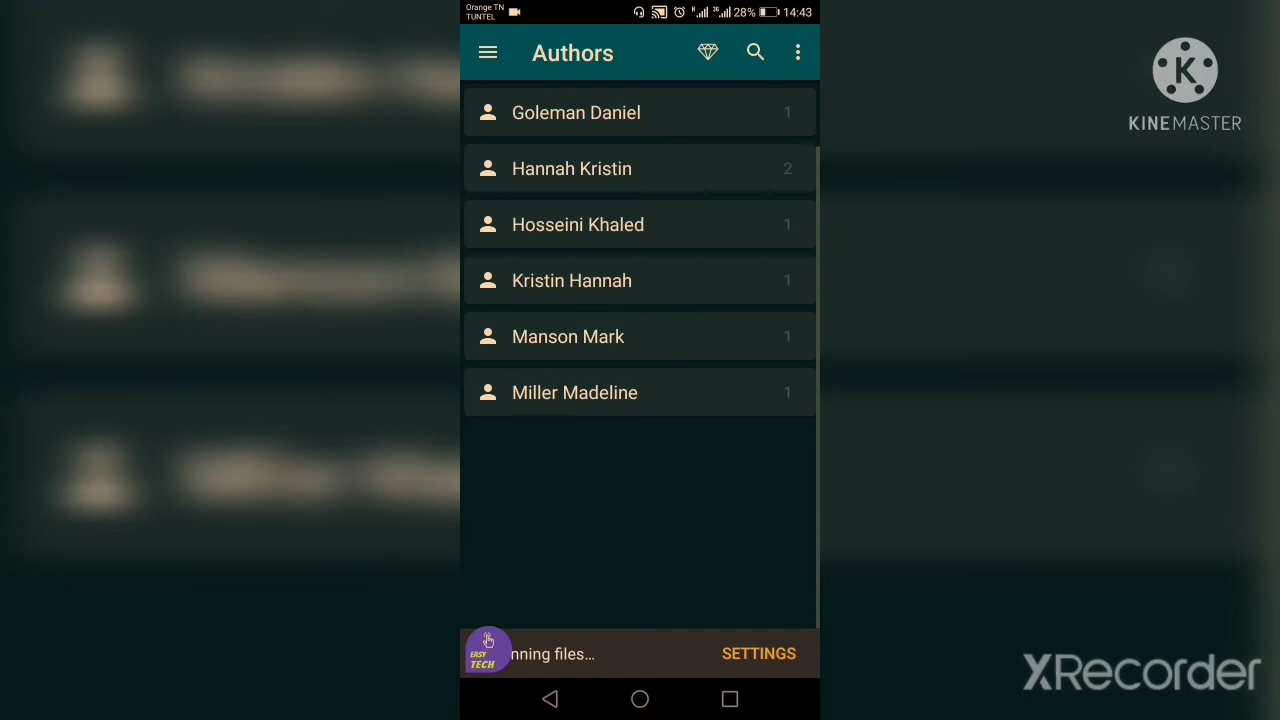 Orange TN
TUNTEL
28%
14:43
Authors
Goleman Daniel 1
Hannah Kristin 2
Hosseini Khaled 1
Kristin Hannah 1
Manson Mark 1
Miller Madeline 1
EASY
TECH
nning files...
SETTINGS
K
KINEMASTER
XRecorder